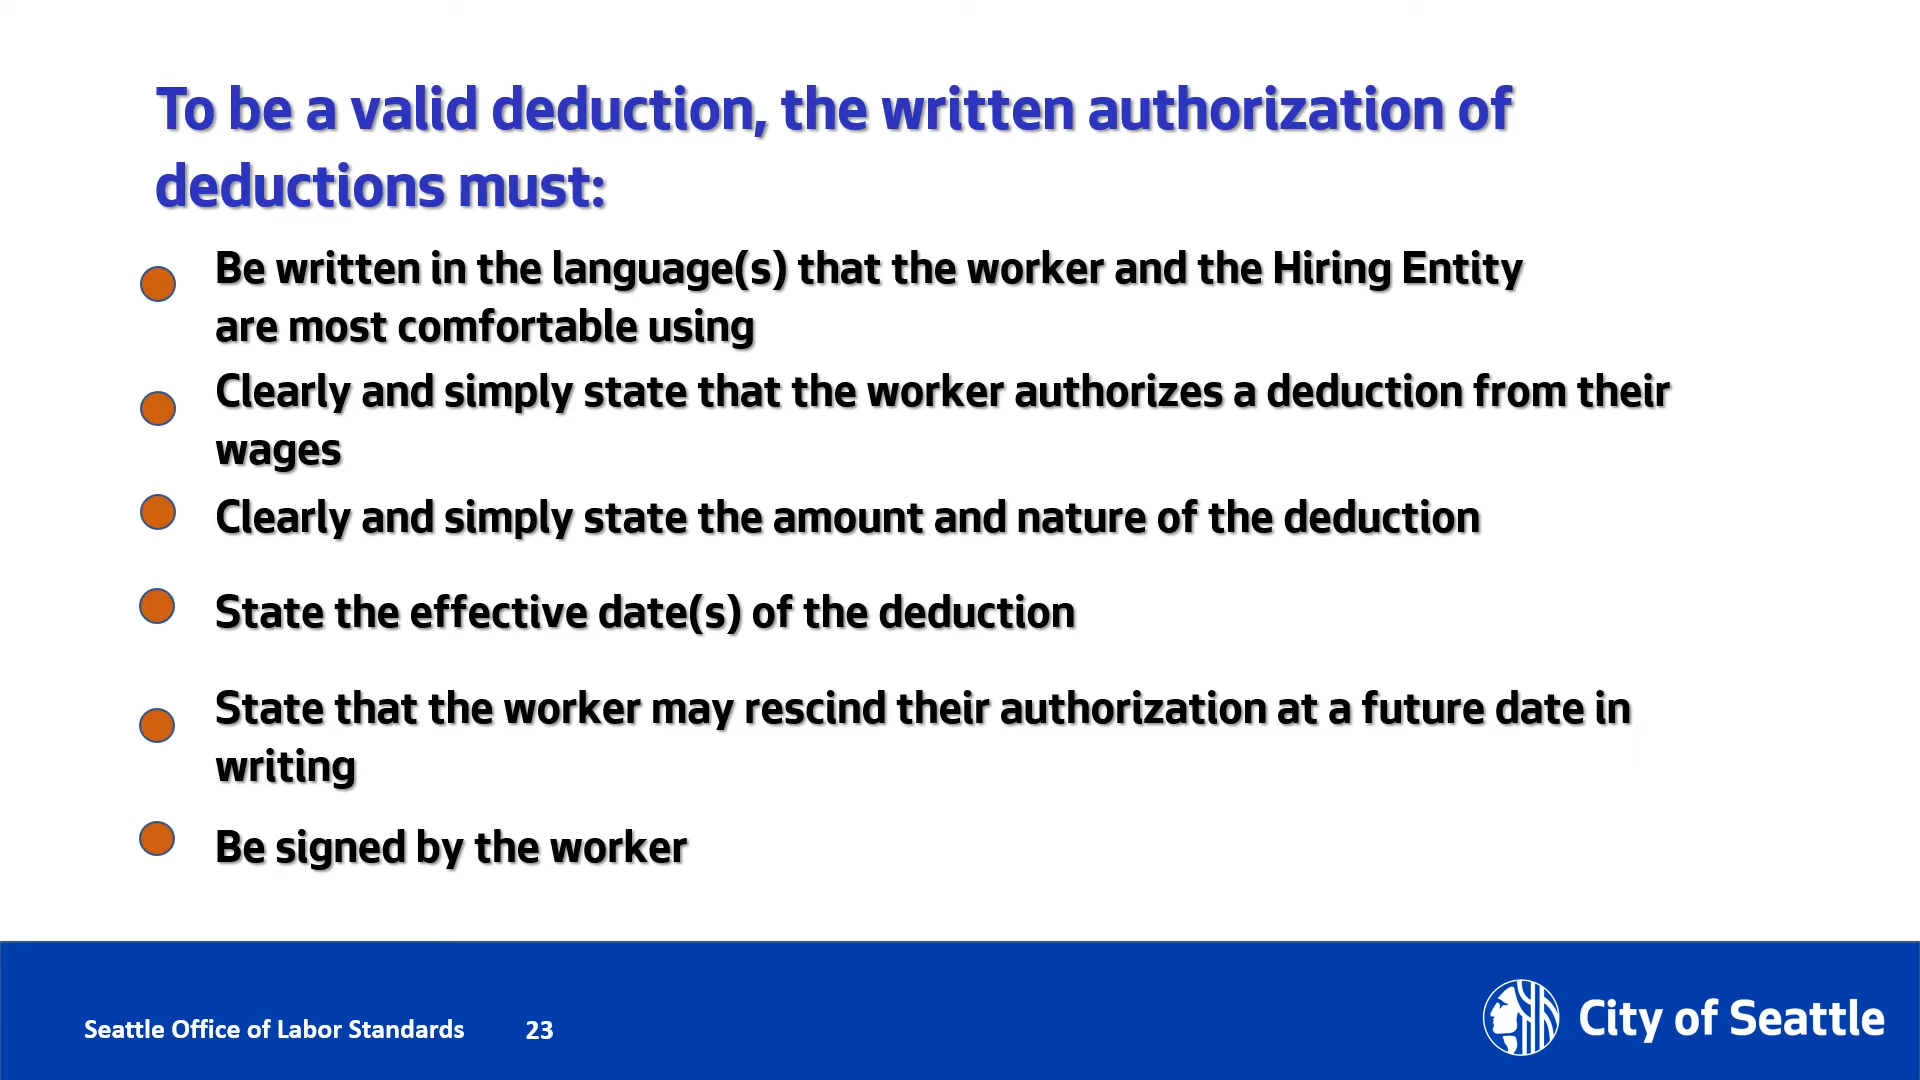 To be a valid deduction, the written authorization of
deductions must:
Be written in the language(s) that the worker and the Hiring Entity
are most comfortable using
Clearly and simply state that the worker authorizes a deduction from their
wages
Clearly and simply state the amount and nature of the deduction
State the effective date(s) of the deduction
State that the worker may rescind their authorization at a future date in
writing
Be signed by the worker
Seattle Office of Labor Standards 23
City of Seattle